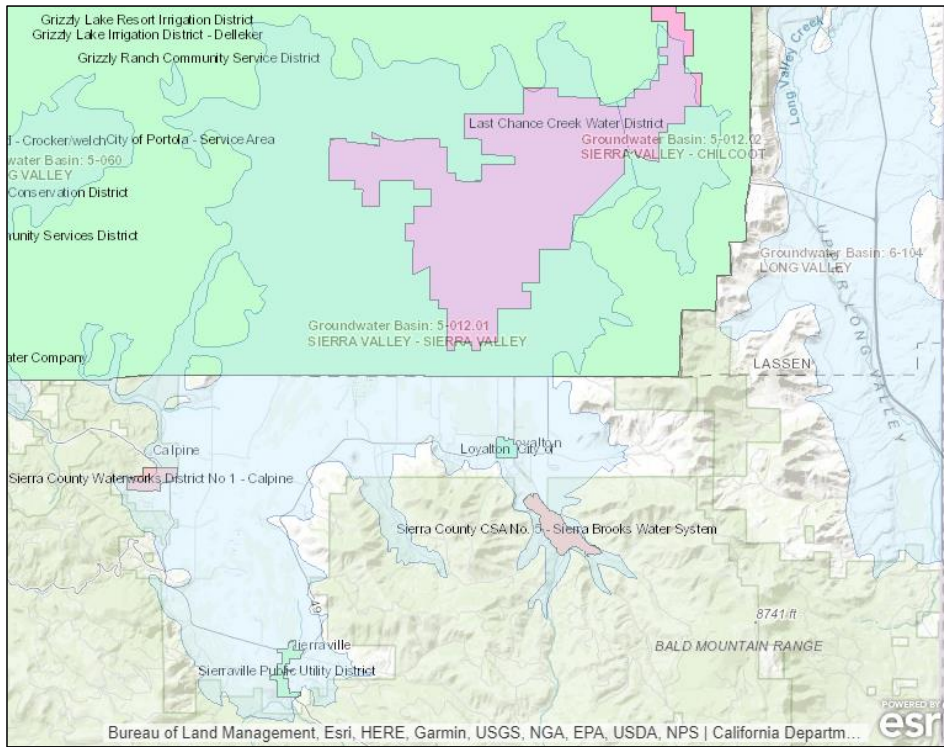 Grizzly Lake Resort Irrigation District
Grizzly Lake Irrigation District - Delleker
Grizzly Ranch Community Service District
Long Valley Creek
Last Chance Creek Water District
- Crocker/welch
City of Portola - Service Area
Groundwater Basin: 5-012.02
SIERRA VALLEY - CHILCOOT
water Basin: 5-060
G VALLEY
Conservation District
unity Services District
UPPER LONG VALLEY
Groundwater Basin: 6-104
LONG VALLEY
Groundwater Basin: 5-012.01
SIERRA VALLEY - SIERRA VALLEY
ater Company
LASSEN
Calpine
Loyalton
Loyalton City of
Sierra County Waterworks District No 1 - Calpine
Sierra County CSA No. 5 - Sierra Brooks Water System
49
8741 ft
BALD MOUNTAIN RANGE
Sierraville
Sierraville Public Utility District
POWERED BY
esri
Bureau of Land Management, Esri, HERE, Garmin, USGS, NGA, EPA, USDA, NPS | California Departm...